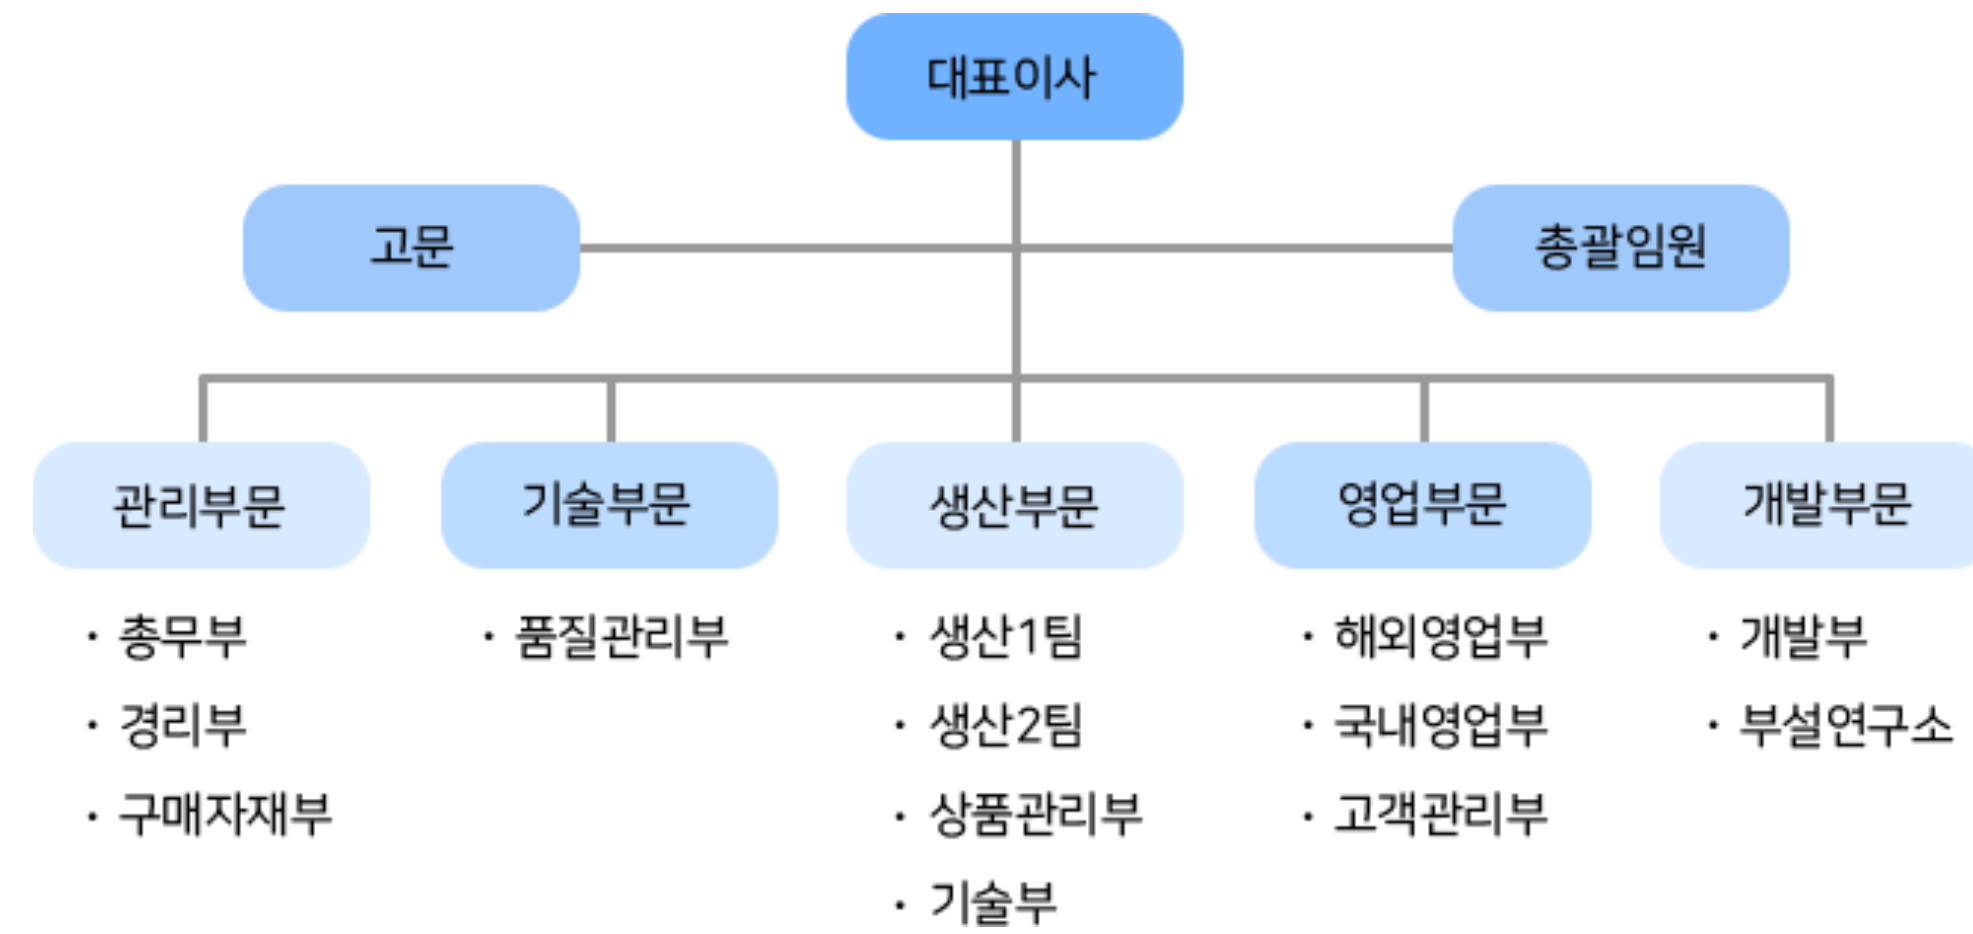 대표이사
고문
총괄임원
관리부문
· 총무부
· 경리부
· 구매자재부
기술부문
· 품질관리부
생산부문
· 생산1팀
· 생산2팀
· 상품관리부
· 기술부
영업부문
· 해외영업부
· 국내영업부
· 고객관리부
개발부문
· 개발부
· 부설연구소